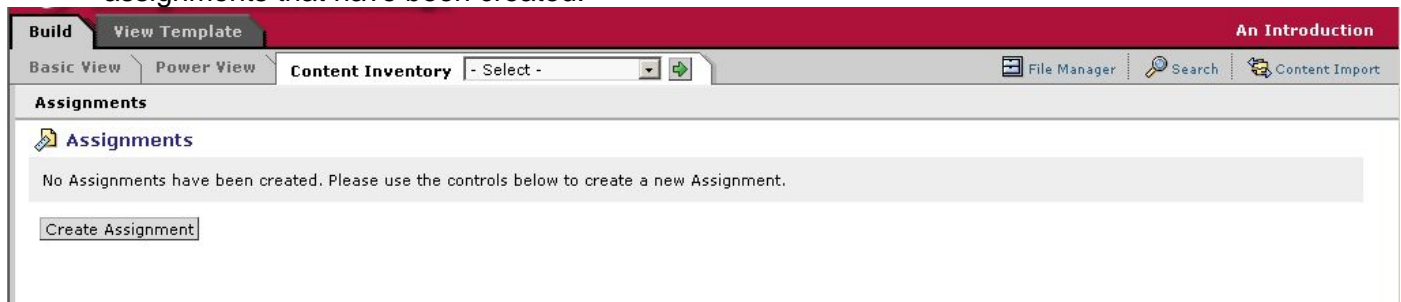 assignments that have been created.
Build View Template An Introduction
Basic View Power View Content Inventory - Select - File Manager Search Content Import
Assignments
Assignments
No Assignments have been created. Please use the controls below to create a new Assignment.
Create Assignment